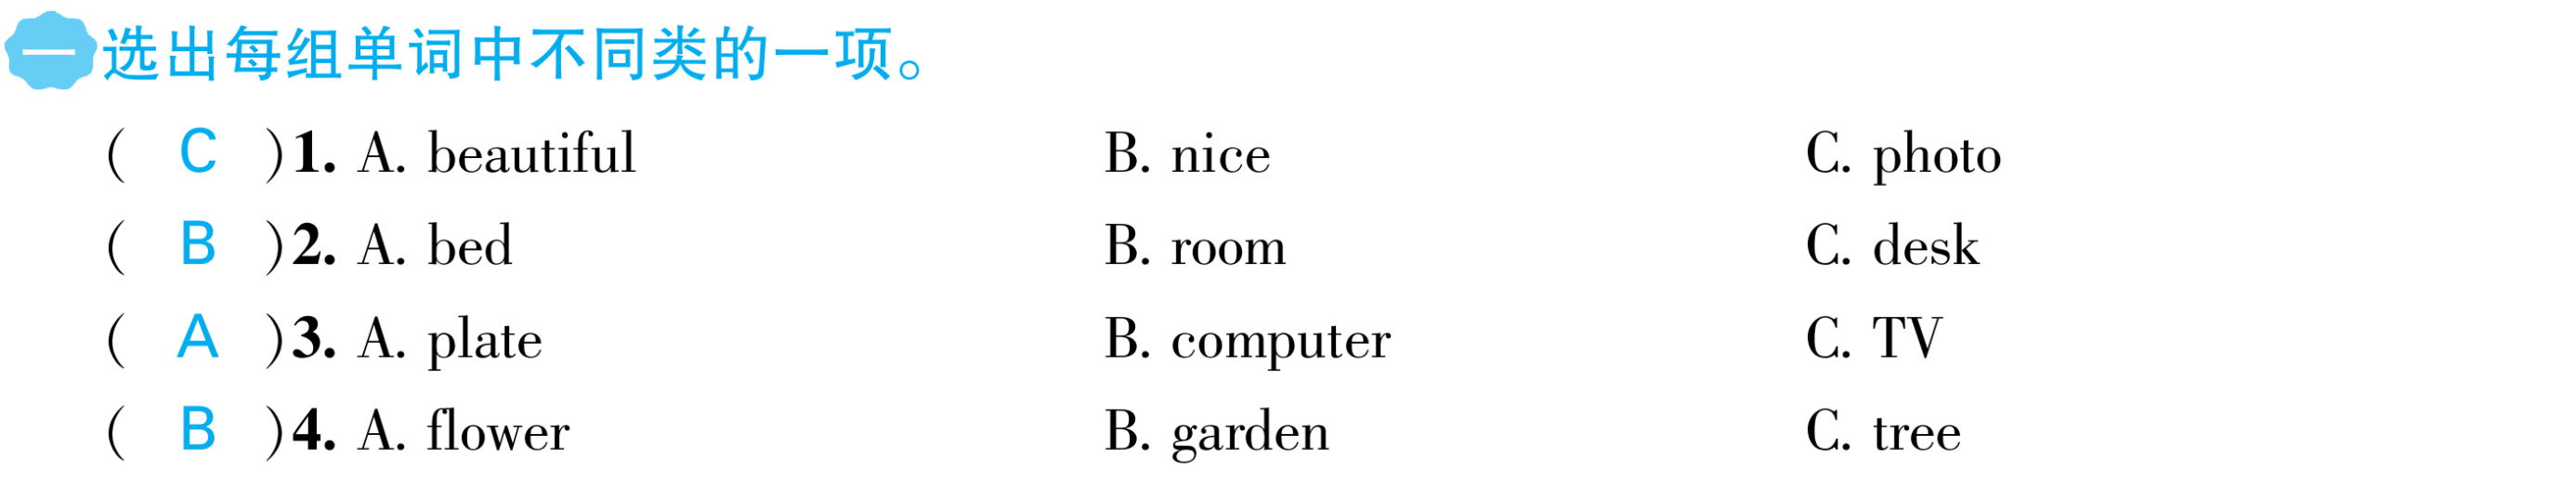 一 选出每组单词中不同类的一项。
( C )1. A. beautiful B. nice C. photo
( B )2. A. bed B. room C. desk
( A )3. A. plate B. computer C. TV
( B )4. A. flower B. garden C. tree